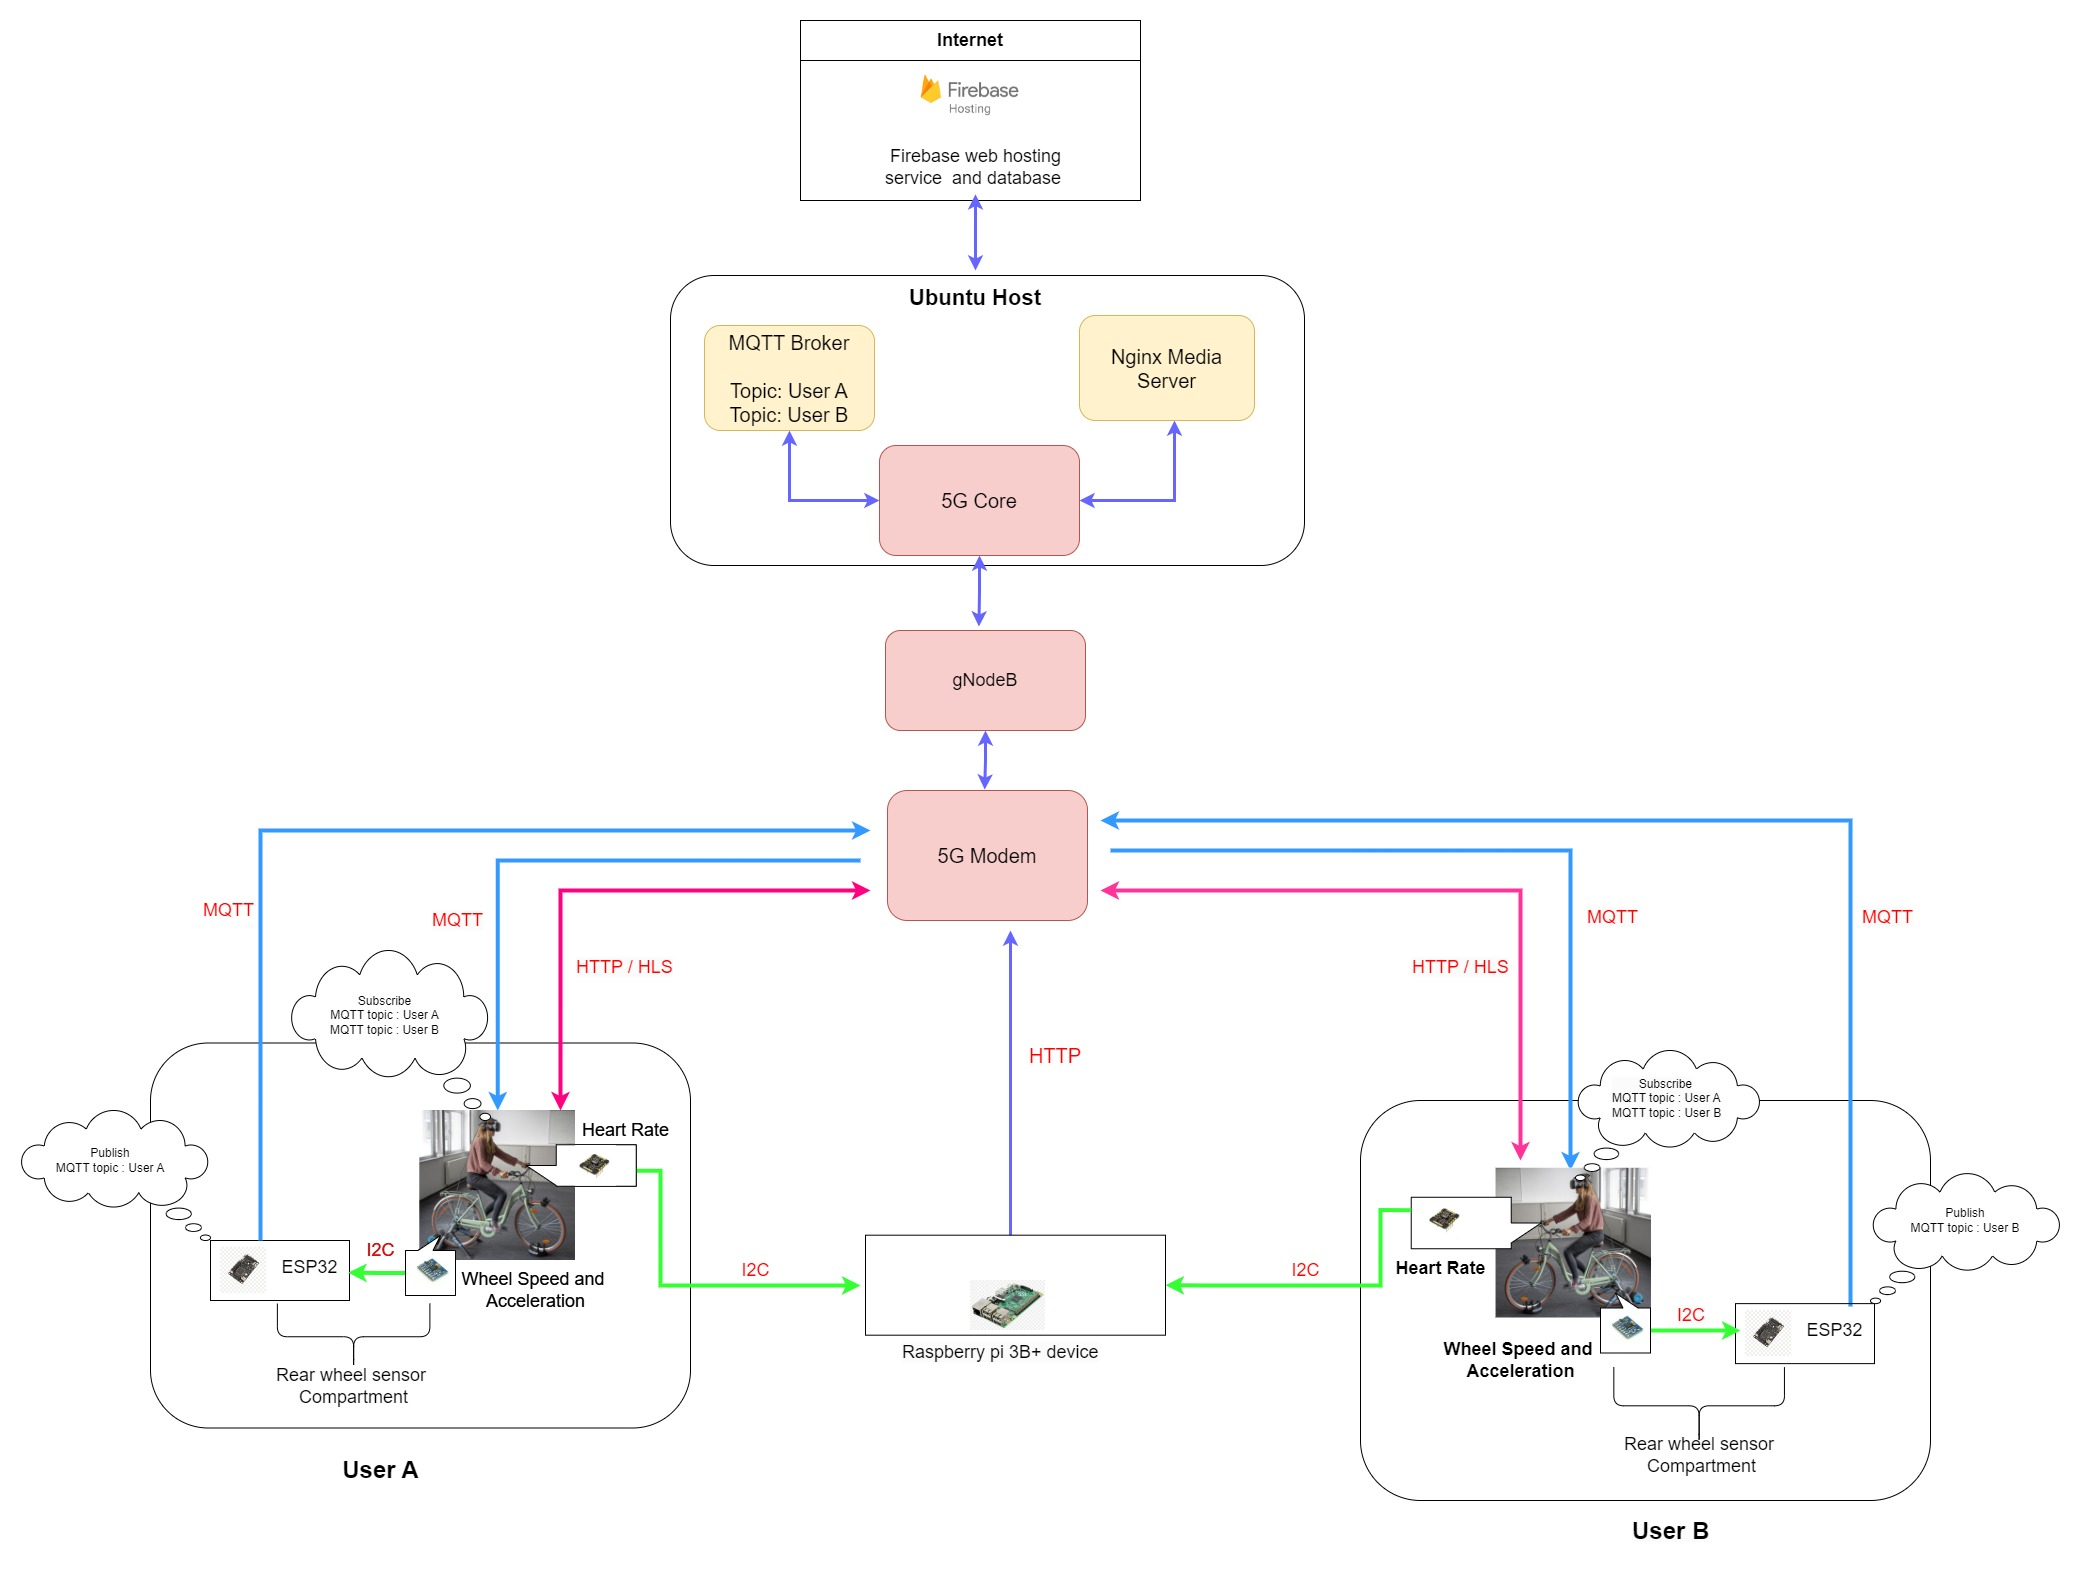 Internet
Firebase
Hosting
Firebase web hosting
service and database
Ubuntu Host
MQTT Broker
Topic: User A
Topic: User B
Nginx Media
Server
5G Core
gNodeB
5G Modem
MQTT
MQTT
HTTP / HLS
HTTP / HLS
MQTT
MQTT
Subscribe
MQTT topic : User A
MQTT topic : User B
HTTP
Subscribe
MQTT topic : User A
MQTT topic : User B
Publish
MQTT topic : User A
Heart Rate
Publish
MQTT topic : User B
ESP32
I2C
Wheel Speed and
Acceleration
I2C
I2C
Heart Rate
Raspberry pi 3B+ device
Wheel Speed and
Acceleration
I2C
ESP32
Rear wheel sensor
Compartment
Rear wheel sensor
Compartment
User A
User B